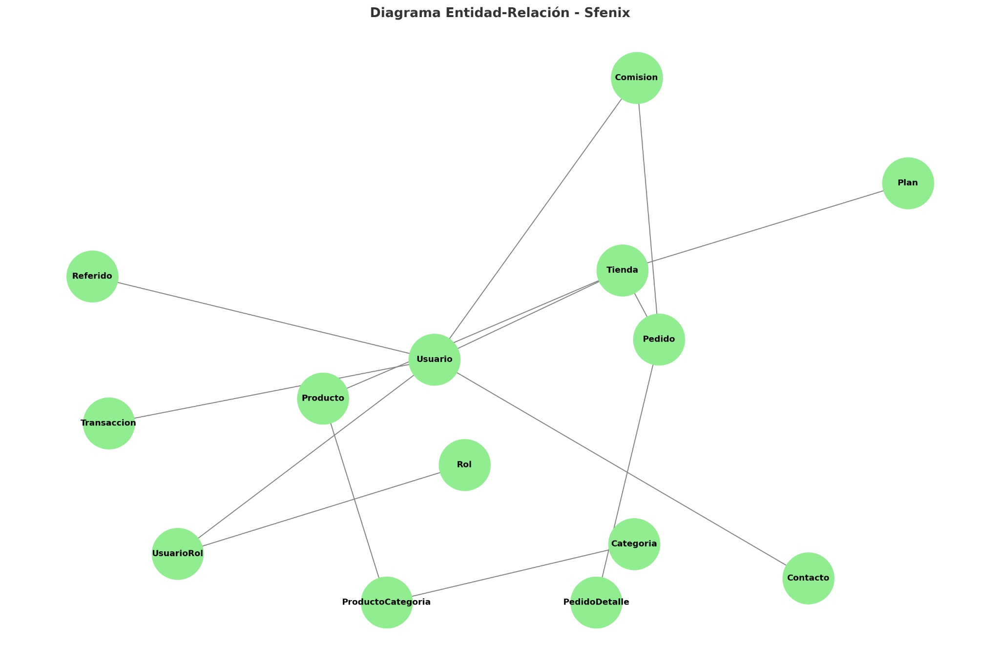 Diagrama Entidad-Relación - Sfenix
Comision
Plan
Tienda
Referido
Pedido
Usuario
Producto
Transaccion
Rol
Categoria
UsuarioRol
Contacto
ProductoCategoria
PedidoDetalle